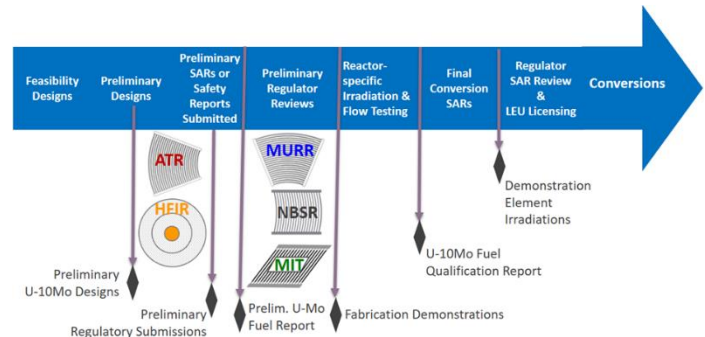 Feasibility
Designs
Preliminary
Designs
Preliminary
SARs or
Safety
Reports
Submitted
Preliminary
Regulator
Reviews
Reactor-
specific
Irradiation &
Flow Testing
Final
Conversion
SARs
Regulator
SAR Review
&
LEU Licensing
Conversions
ATR
HFIR
MURR
NBSR
MIT
Preliminary
U-10Mo Designs
Preliminary
Regulatory Submissions
Prelim. U-Mo
Fuel Report
Fabrication Demonstrations
U-10Mo Fuel
Qualification Report
Demonstration
Element
Irradiations